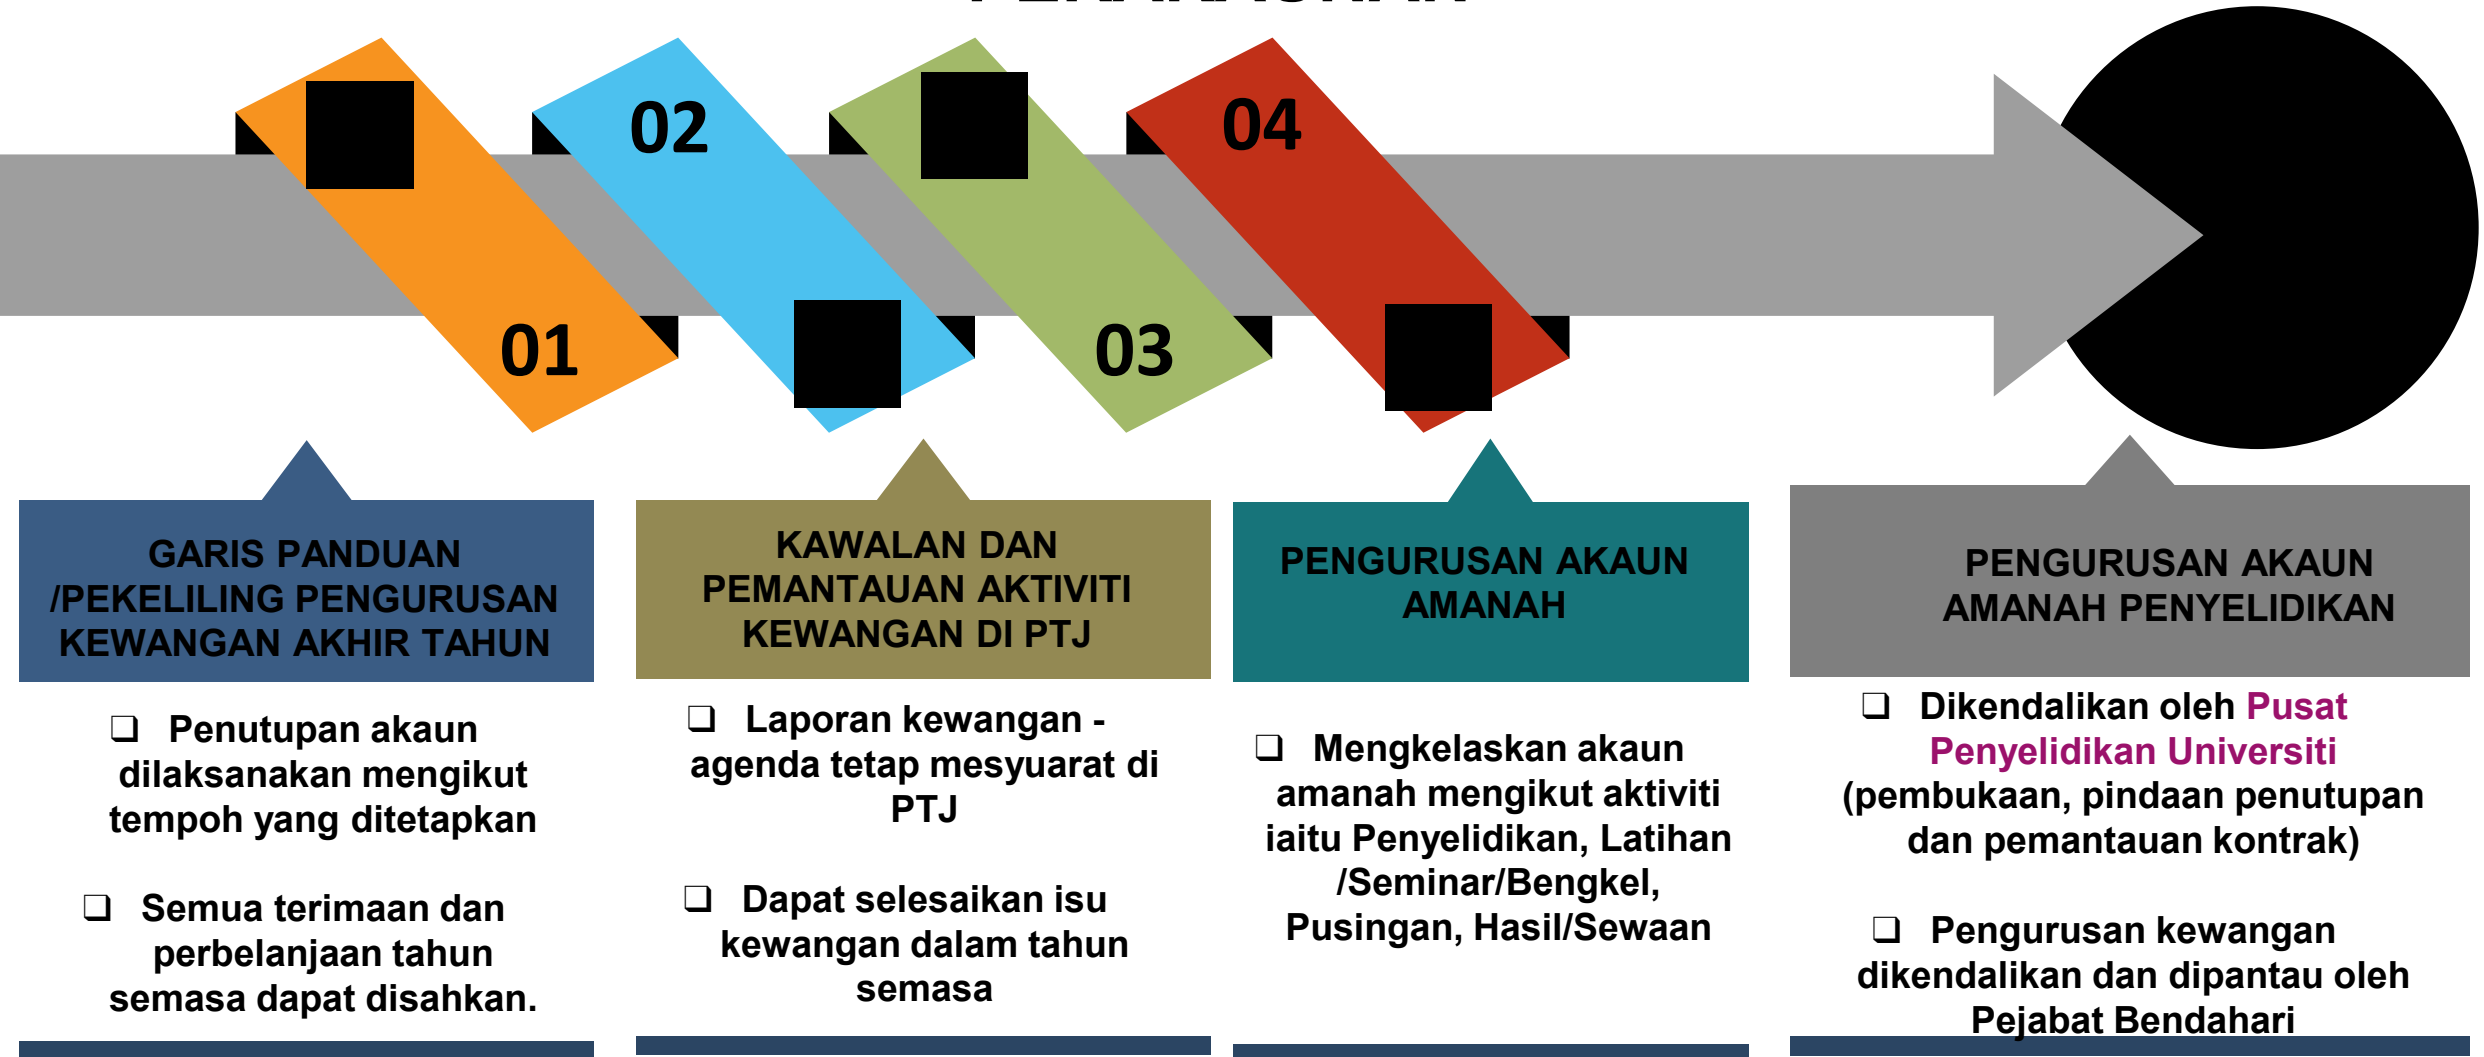 02
04
01
03
GARIS PANDUAN
/PEKELILING PENGURUSAN
KEWANGAN AKHIR TAHUN
❑ Penutupan akaun
dilaksanakan mengikut
tempoh yang ditetapkan
❑ Semua terimaan dan
perbelanjaan tahun
semasa dapat disahkan.
KAWALAN DAN
PEMANTAUAN AKTIVITI
KEWANGAN DI PTJ
❑ Laporan kewangan -
agenda tetap mesyuarat di
PTJ
❑ Dapat selesaikan isu
kewangan dalam tahun
semasa
PENGURUSAN AKAUN
AMANAH
❑ Mengkelaskan akaun
amanah mengikut aktiviti
iaitu Penyelidikan, Latihan
/Seminar/Bengkel,
Pusingan, Hasil/Sewaan
PENGURUSAN AKAUN
AMANAH PENYELIDIKAN
❑ Dikendalikan oleh Pusat
Penyelidikan Universiti
(pembukaan, pindaan penutupan
dan pemantauan kontrak)
❑ Pengurusan kewangan
dikendalikan dan dipantau oleh
Pejabat Bendahari